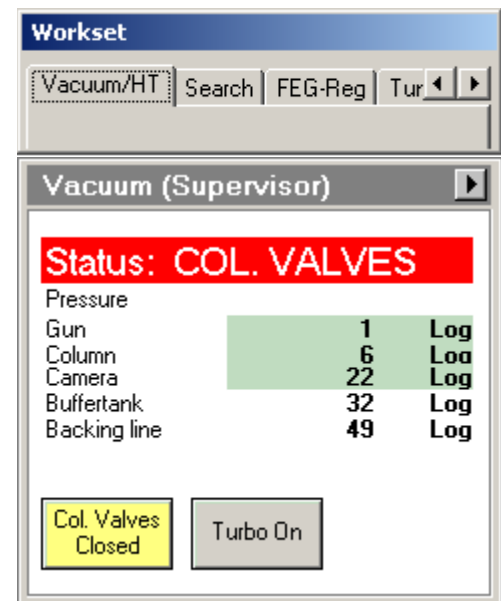 Workset
Vacuum/HT Search FEG-Reg Tur
Vacuum (Supervisor)
Status: COL. VALVES
Pressure
Gun 1 Log
Column 6 Log
Camera 22 Log
Buffertank 32 Log
Backing line 49 Log
Col. Valves
Closed
Turbo On